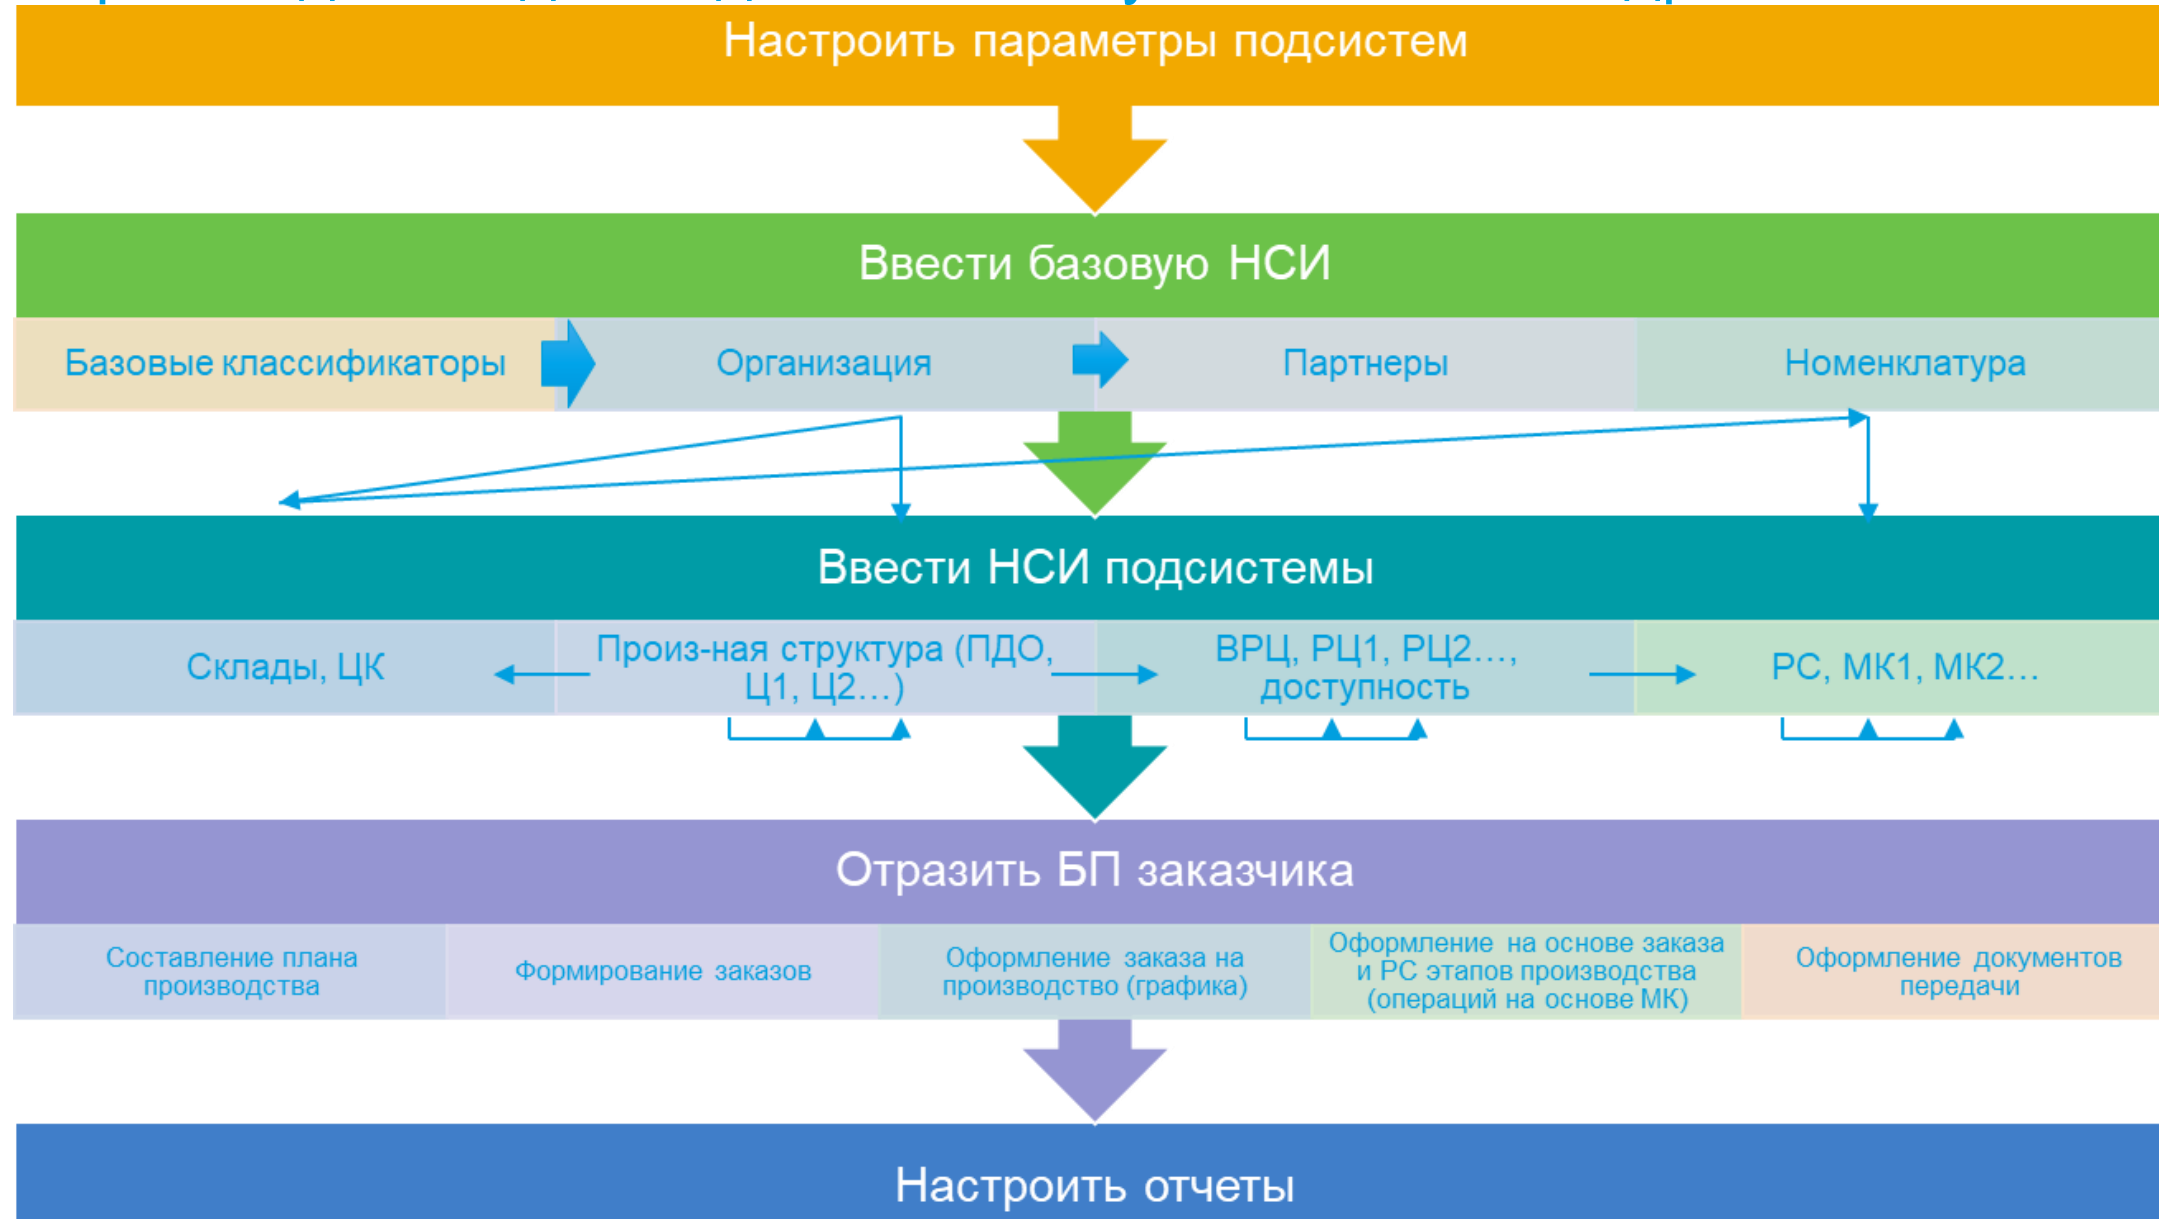 Настроить параметры подсистем
Ввести базовую НСИ
Базовые классификаторы
Организация
Партнеры
Номенклатура
Ввести НСИ подсистемы
Склады, ЦК
Произ-ная структура (ПДО,
Ц1, Ц2...)
ВРЦ, РЦ1, РЦ2...,
доступность
РС, МК1, МК2...
Отразить БП заказчика
Составление плана
производства
Формирование заказов
Оформление заказа на
производство (графика)
Оформление на основе заказа
и РС этапов производства
(операций на основе МК)
Оформление документов
передачи
Настроить отчеты